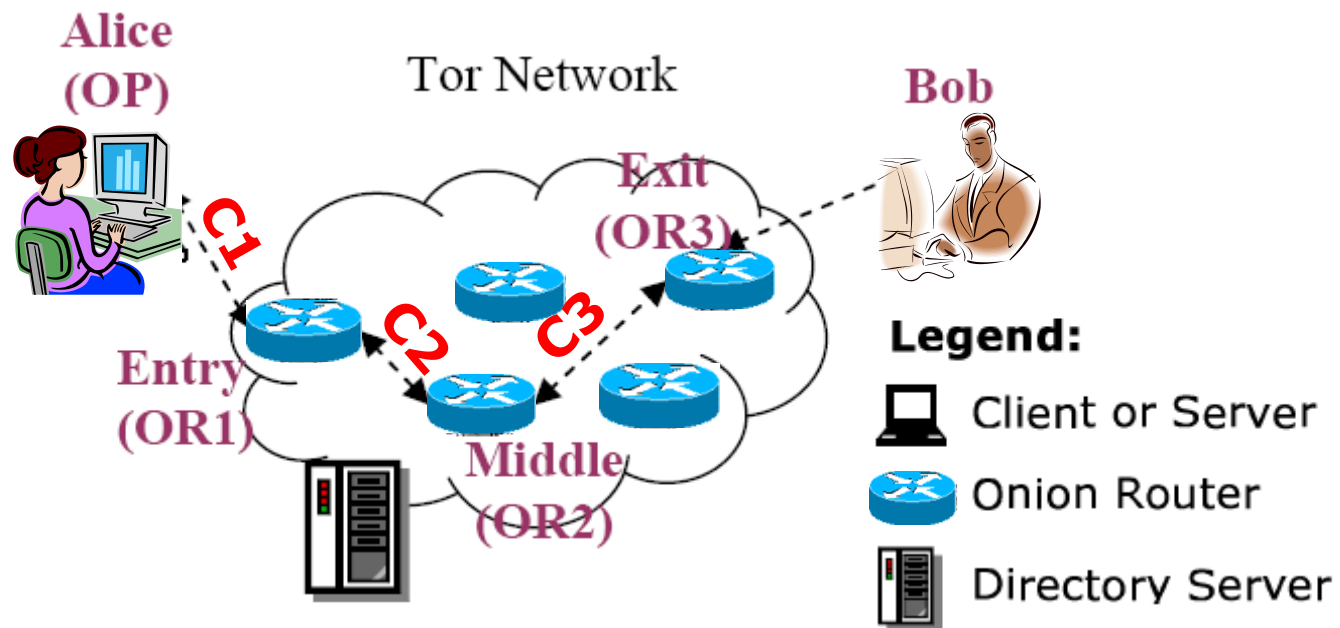 Alice
(OP)
Tor Network
Bob
Exit
(OR3)
C1
C2
C3
Entry
(OR1)
Middle
(OR2)
Legend:
Client or Server
Onion Router
Directory Server